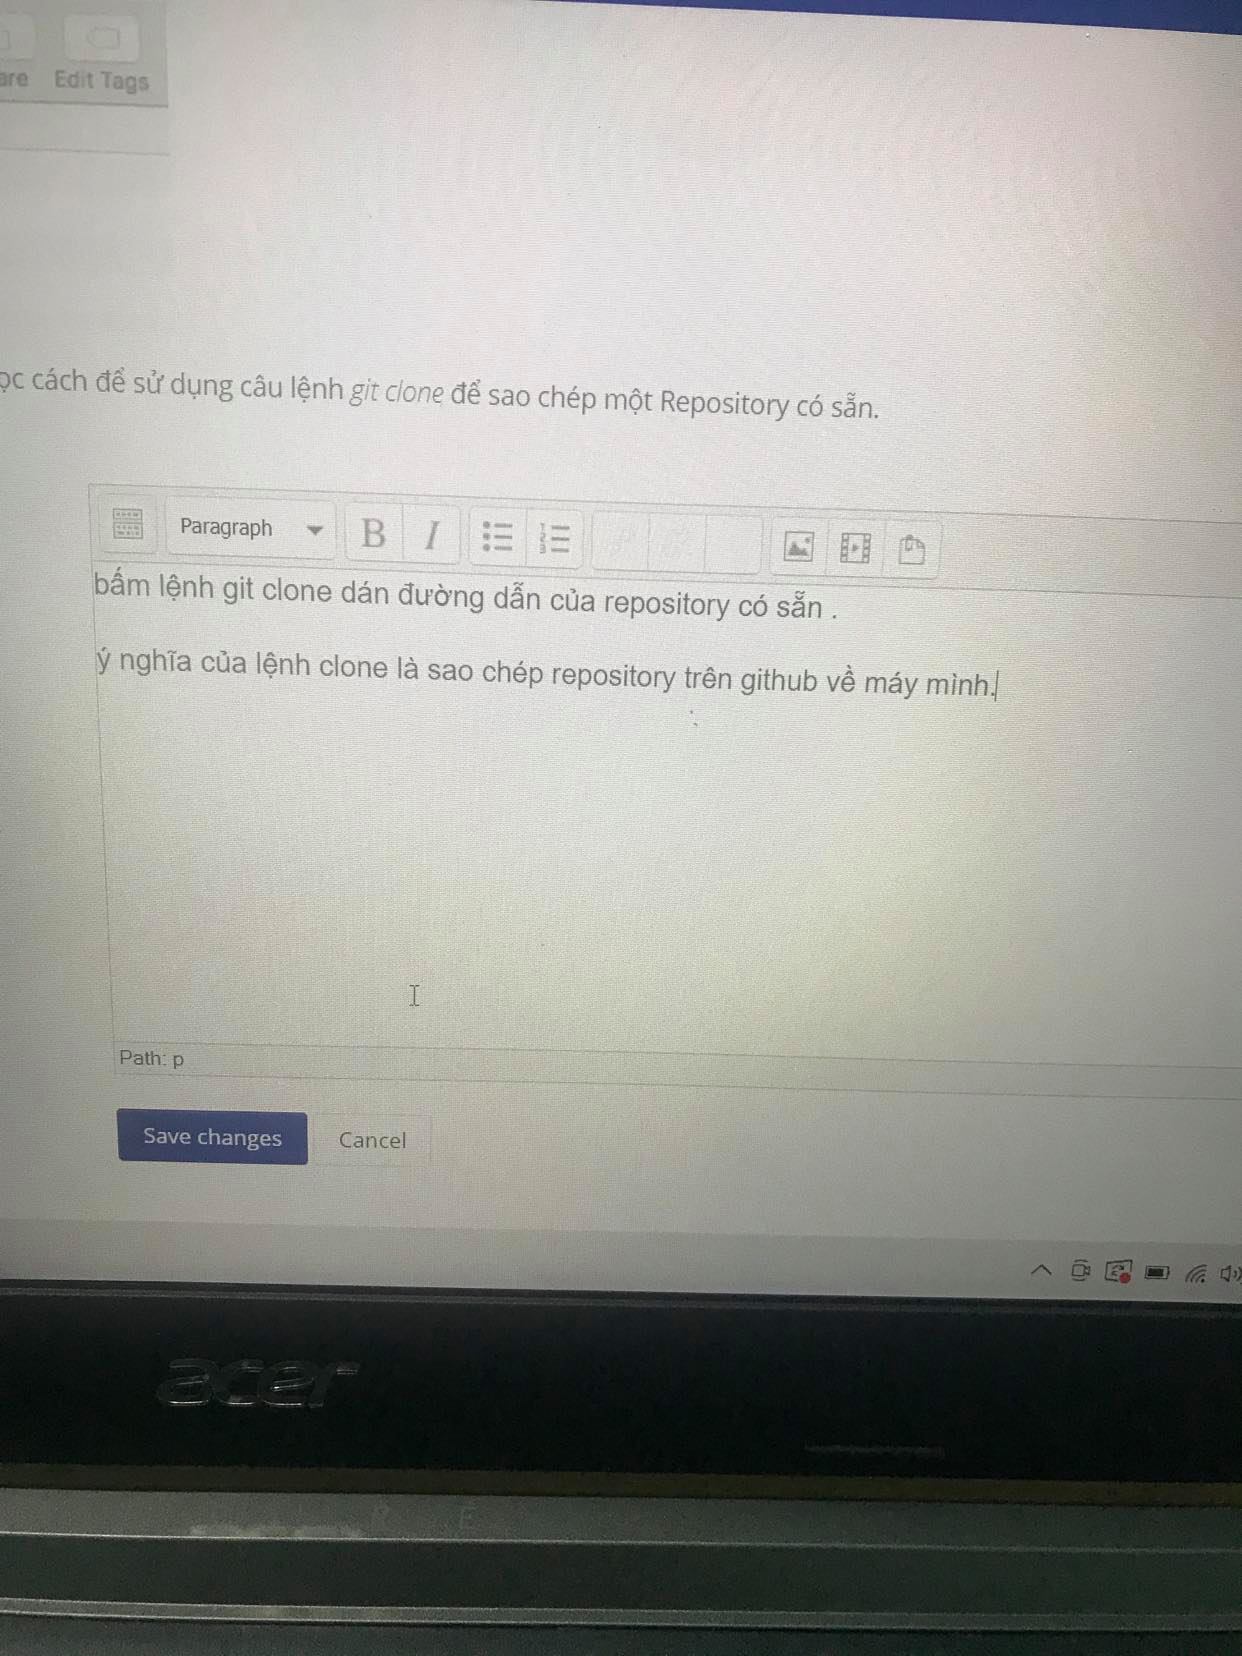 Edit Tags
cách để sử dụng câu lệnh git clone để sao chép một Repository có sẵn.
Paragraph
B I
bấm lệnh git clone dán đường dẫn của repository có sẵn .
ý nghĩa của lệnh clone là sao chép repository trên github về máy mình.
Path: p
Save changes
Cancel
acer